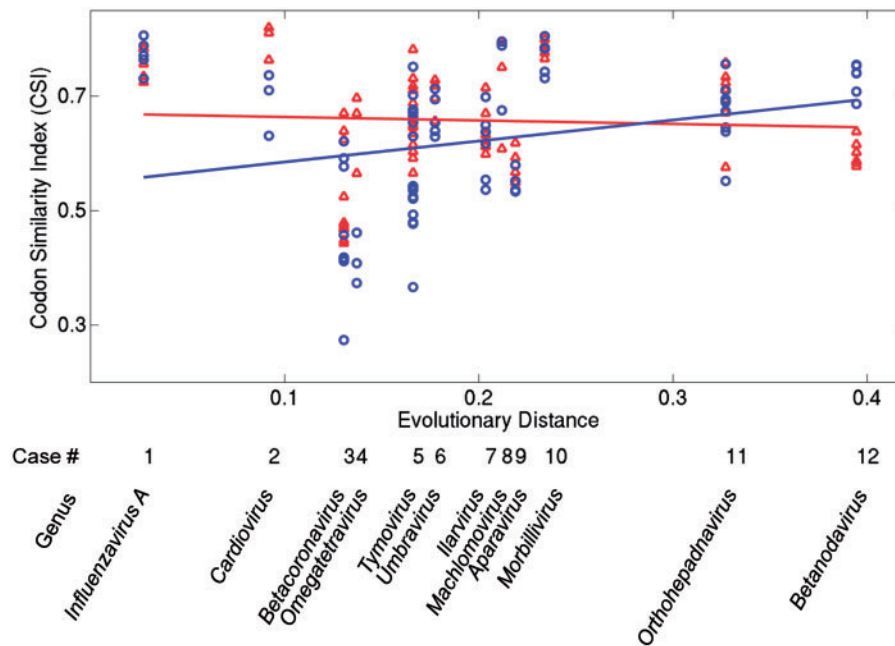 Codon Similarity Index (CSI)
0.7
0.5
0.3
0.1 0.2 0.3 0.4
Evolutionary Distance
Case # 1 2 34 5 6 7 89 10 11 12
Genus
Influenzavirus A
Cardiovirus
Betacoronavirus
Omegatetravirus
Tymovirus
Umbravirus
Ilarvirus
Machlomovirus
Aparavirus
Morbillivirus
Orthohepadnavirus
Betanodavirus